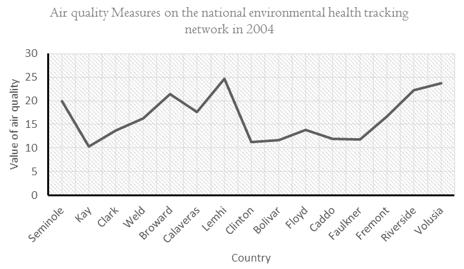 Air quality Measures on the national environmental health tracking
network in 2004
Value of air quality
30
25
20
15
10
5
0
Seminole
Kay
Clark
Weld
Broward
Calaveras
Lemhi
Clinton
Bolivar
Floyd
Caddo
Faulkner
Fremont
Riverside
Volusia
Country